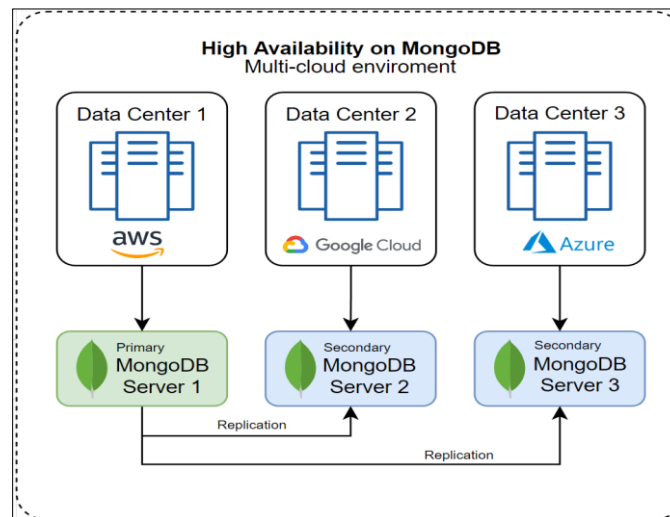 High Availability on MongoDB
Multi-cloud enviroment
Data Center 1
aws
Data Center 2
Google Cloud
Data Center 3
Azure
Primary
MongoDB
Server 1
Secondary
MongoDB
Server 2
Secondary
MongoDB
Server 3
Replication
Replication